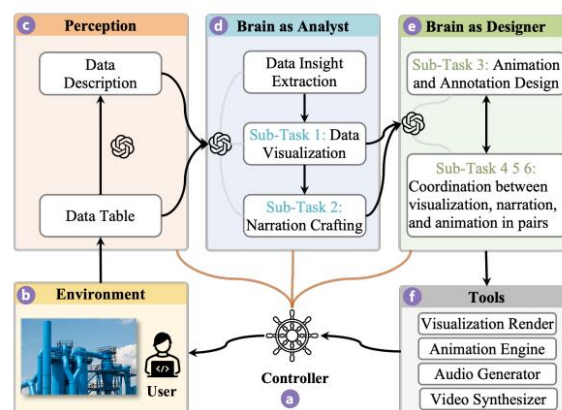 c Perception
Data
Description
Data Table
d Brain as Analyst
Data Insight
Extraction
Sub-Task 1: Data
Visualization
Sub-Task 2:
Narration Crafting
e Brain as Designer
Sub-Task 3: Animation
and Annotation Design
Sub-Task 4 5 6:
Coordination between
visualization, narration,
and animation in pairs
b Environment
User
Controller
a
f Tools
Visualization Render
Animation Engine
Audio Generator
Video Synthesizer